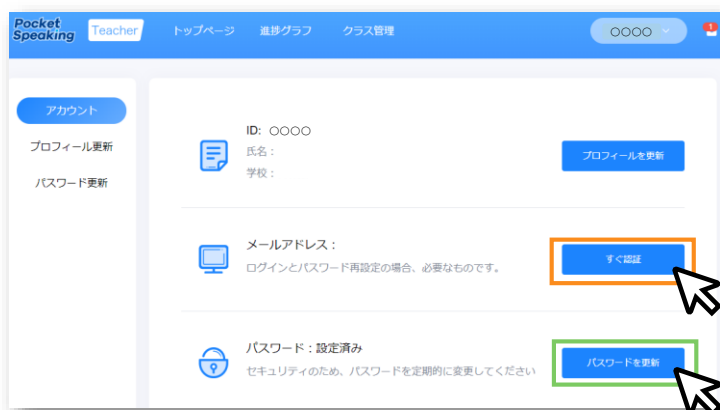 Pocket
Speaking
Teacher
トップページ
進捗グラフ
クラス管理
○○○○
1
アカウント
プロフィール更新
パスワード更新
ID: ○○○○
氏名：
学校：
プロフィールを更新
メールアドレス：
ログインとパスワード再設定の場合、必要なものです。
すぐ認証
パスワード：設定済み
セキュリティのため、パスワードを定期的に変更してください
パスワードを更新